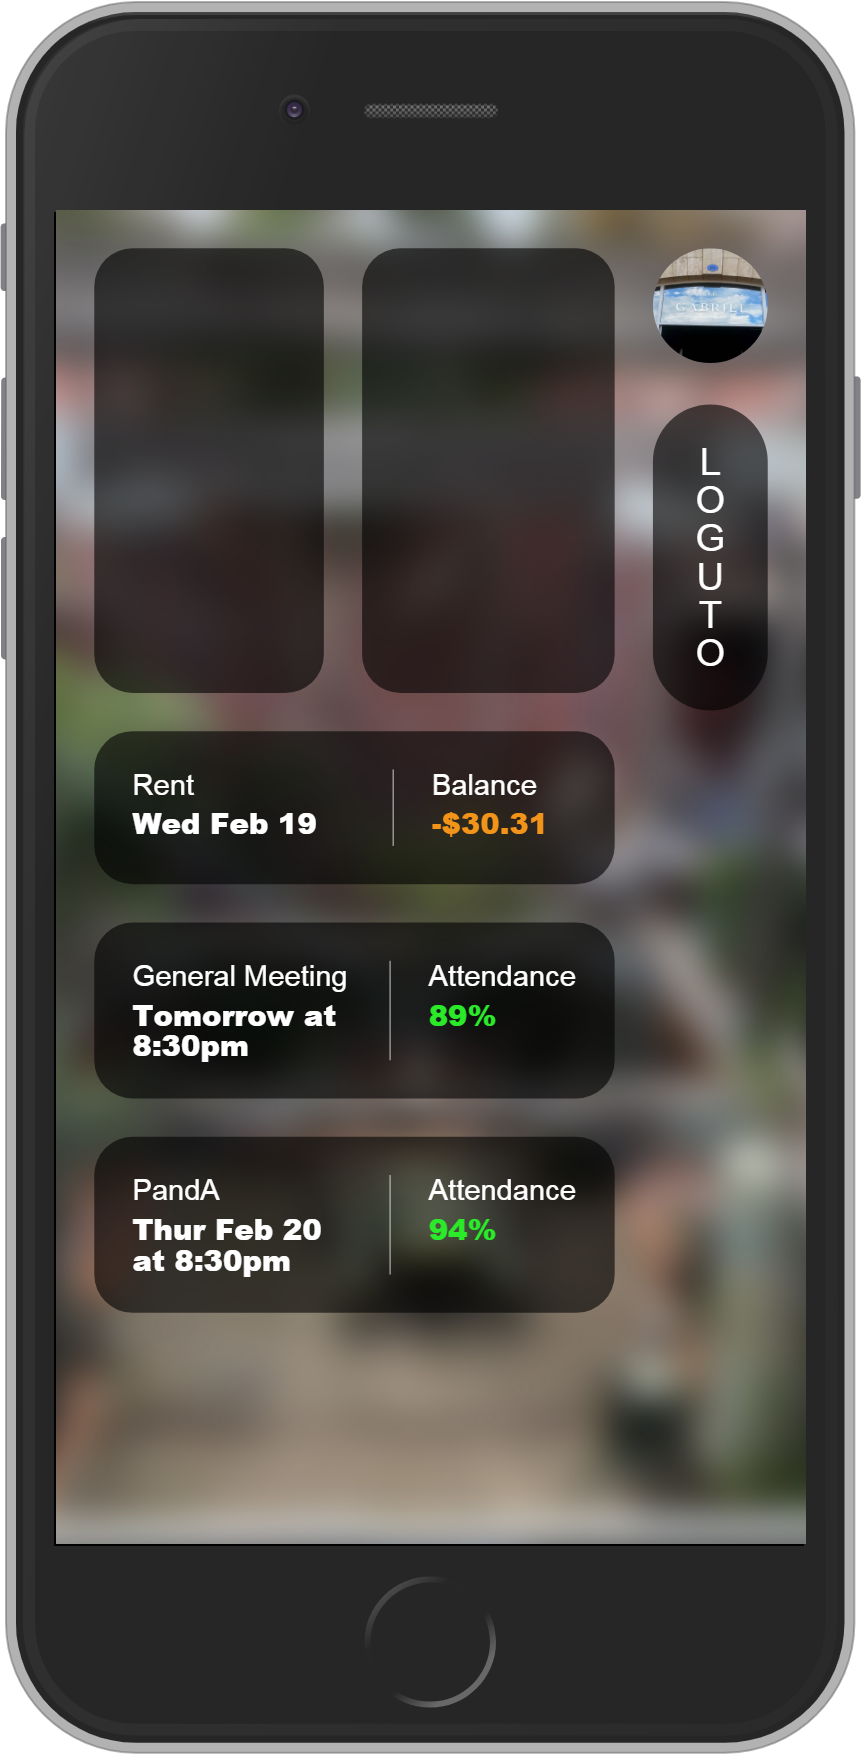 GABRIEL
L
O
G
U
T
O
Rent
Wed Feb 19
Balance
-$30.31
General Meeting
Tomorrow at
8:30pm
Attendance
89%
PandA
Thur Feb 20
at 8:30pm
Attendance
94%